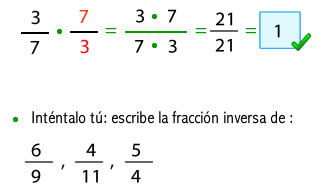 3/7 • 7/3 = 3 • 7 / 7 • 3 = 21/21 = 1
• Inténtalo tú: escribe la fracción inversa de :
6/9 , 4/11 , 5/4